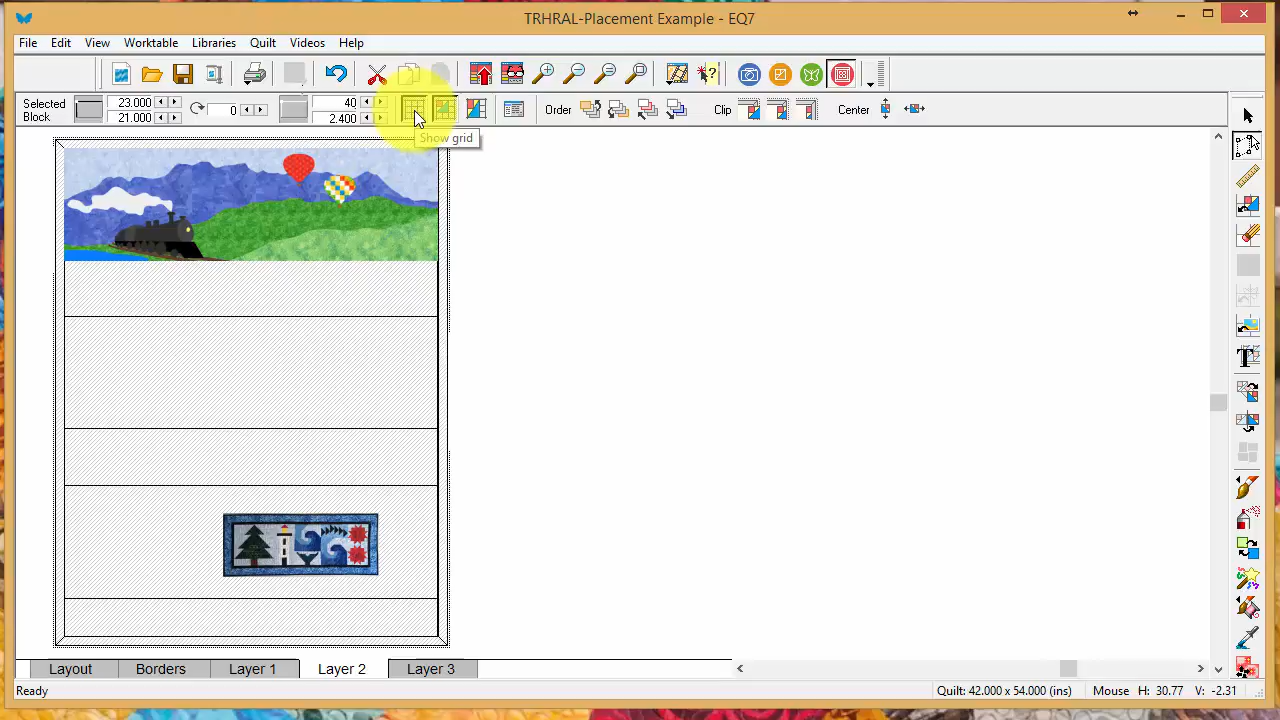 TRHRAL-Placement Example - EQ7
File Edit View Worktable Libraries Quilt Videos Help
Selected Block 23.000 21.000 0 40 2.400 Order Clip Center
Show grid
Layout Borders Layer 1 Layer 2 Layer 3
Ready Quilt: 42.000 x 54.000 (ins) Mouse H: 30.77 V: -2.31